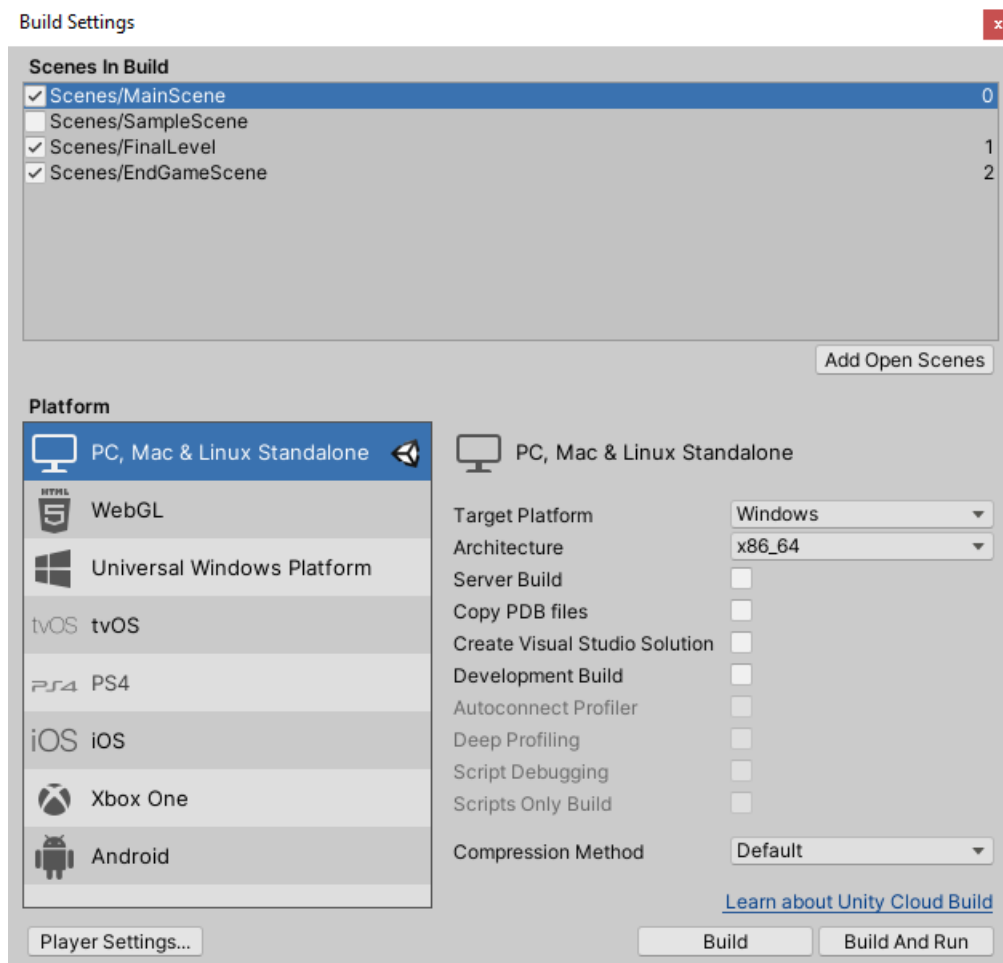 Build Settings
x
Scenes In Build
Scenes/MainScene 0
Scenes/SampleScene
Scenes/FinalLevel 1
Scenes/EndGameScene 2
Add Open Scenes
Platform
PC, Mac & Linux Standalone
HTML
5
WebGL
Universal Windows Platform
tvOS tvOS
PS4 PS4
iOS iOS
Xbox One
Android
PC, Mac & Linux Standalone
Target Platform Windows
Architecture x86_64
Server Build
Copy PDB files
Create Visual Studio Solution
Development Build
Autoconnect Profiler
Deep Profiling
Script Debugging
Scripts Only Build
Compression Method Default
Learn about Unity Cloud Build
Player Settings...
Build
Build And Run